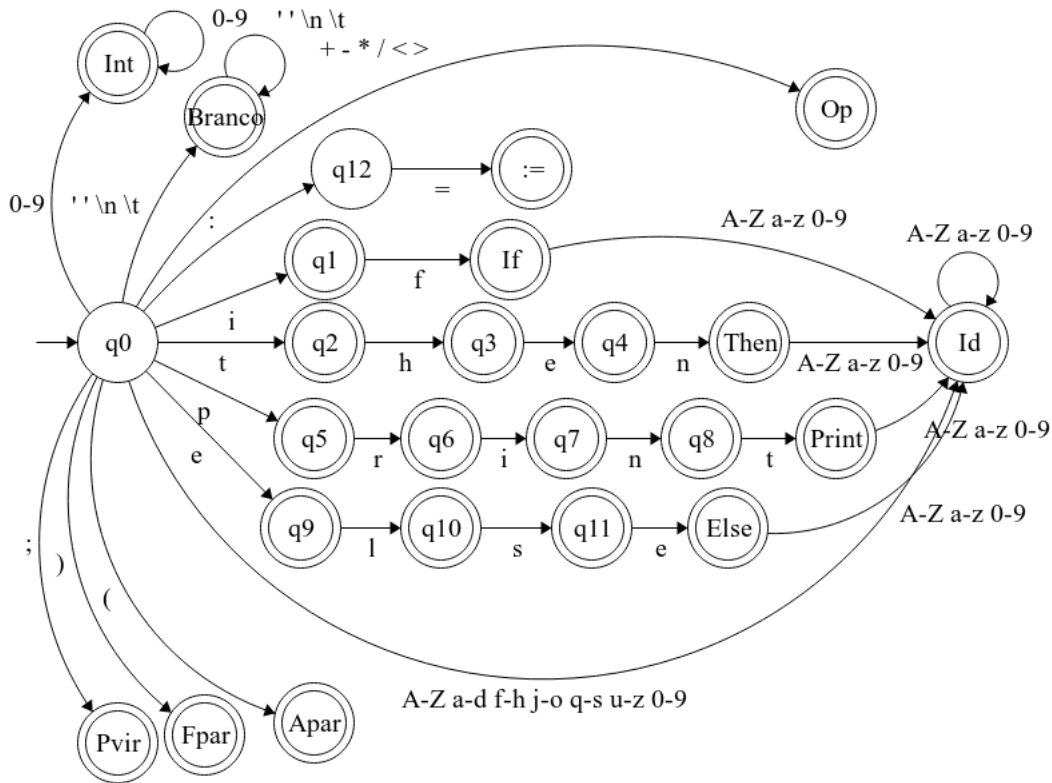 0-9 ' ' \n \t
Int
+ - * / < >
Branco
Op
q12
:=
=
0-9 ' ' \n \t
:
A-Z a-z 0-9
A-Z a-z 0-9
q1
If
f
i
q0
q2
q3
q4
Then
Id
t
h
e
n
A-Z a-z 0-9
p
q5
q6
q7
q8
Print
A-Z a-z 0-9
e
r
i
n
t
q9
q10
q11
Else
A-Z a-z 0-9
l
s
e
;
)
(
A-Z a-d f-h j-o q-s u-z 0-9
Pvir
Fpar
Apar